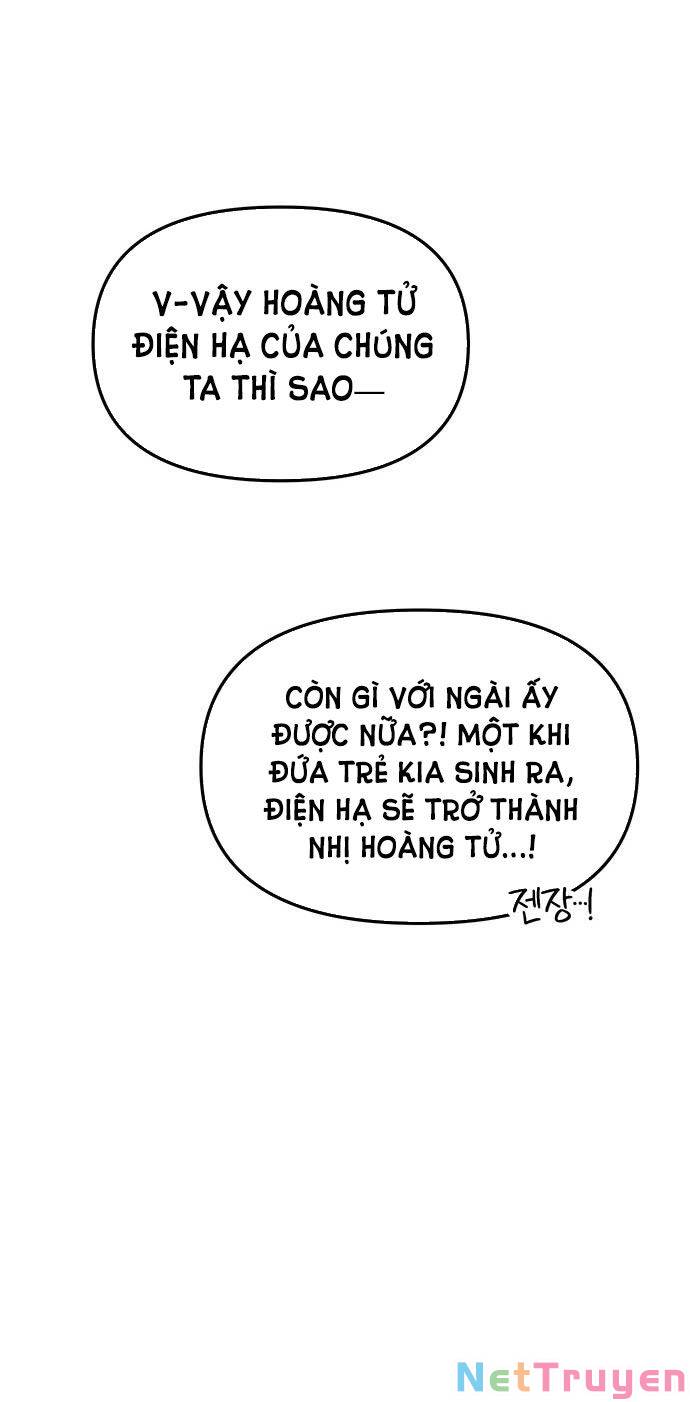 V-VẬY HOÀNG TỬ
ĐIỆN HẠ CỦA CHÚNG
TA THÌ SAO—
CÒN GÌ VỚI NGÀI ẤY
ĐƯỢC NỮA?! MỘT KHI
ĐỨA TRẺ KIA SINH RA,
ĐIỆN HẠ SẼ TRỞ THÀNH
NHỊ HOÀNG TỬ...!
젠장...!
NetTruyen